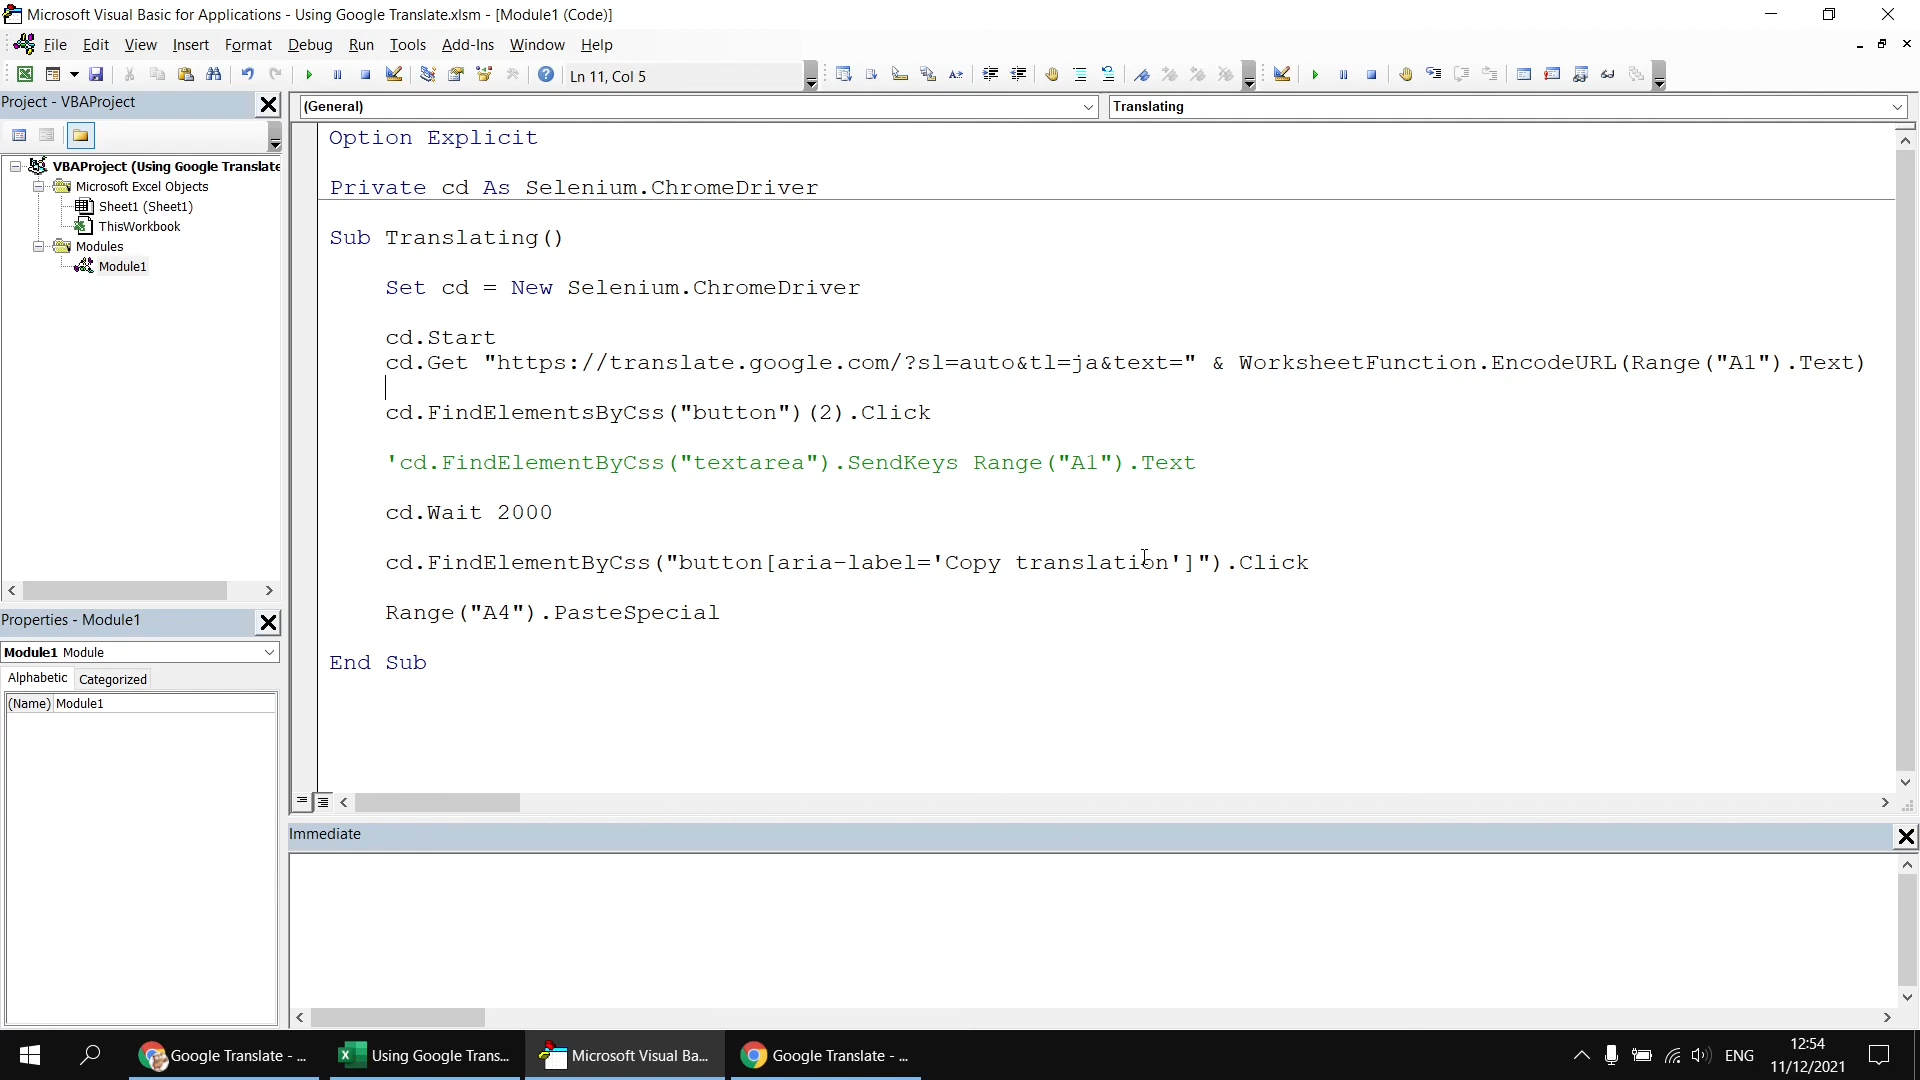 Microsoft Visual Basic for Applications - Using Google Translate.xlsm - [Module1 (Code)]
File Edit View Insert Format Debug Run Tools Add-Ins Window Help
Ln 11, Col 5
Project - VBAProject
(General)
Translating
VBAProject (Using Google Translate
Microsoft Excel Objects
Sheet1 (Sheet1)
ThisWorkbook
Modules
Module1
Option Explicit
Private cd As Selenium.ChromeDriver
Sub Translating()
Set cd = New Selenium.ChromeDriver
cd.Start
cd.Get "https://translate.google.com/?sl=auto&tl=ja&text=" & WorksheetFunction.EncodeURL(Range("A1").Text)
cd.FindElementsByCss("button")(2).Click
'cd.FindElementByCss("textarea").SendKeys Range("A1").Text
cd.Wait 2000
cd.FindElementByCss("button[aria-label='Copy translation']").Click
Range("A4").PasteSpecial
End Sub
Properties - Module1
Module1 Module
Alphabetic Categorized
(Name) Module1
Immediate
Google Translate - ...
Using Google Trans...
Microsoft Visual Ba...
Google Translate - ...
ENG
12:54
11/12/2021